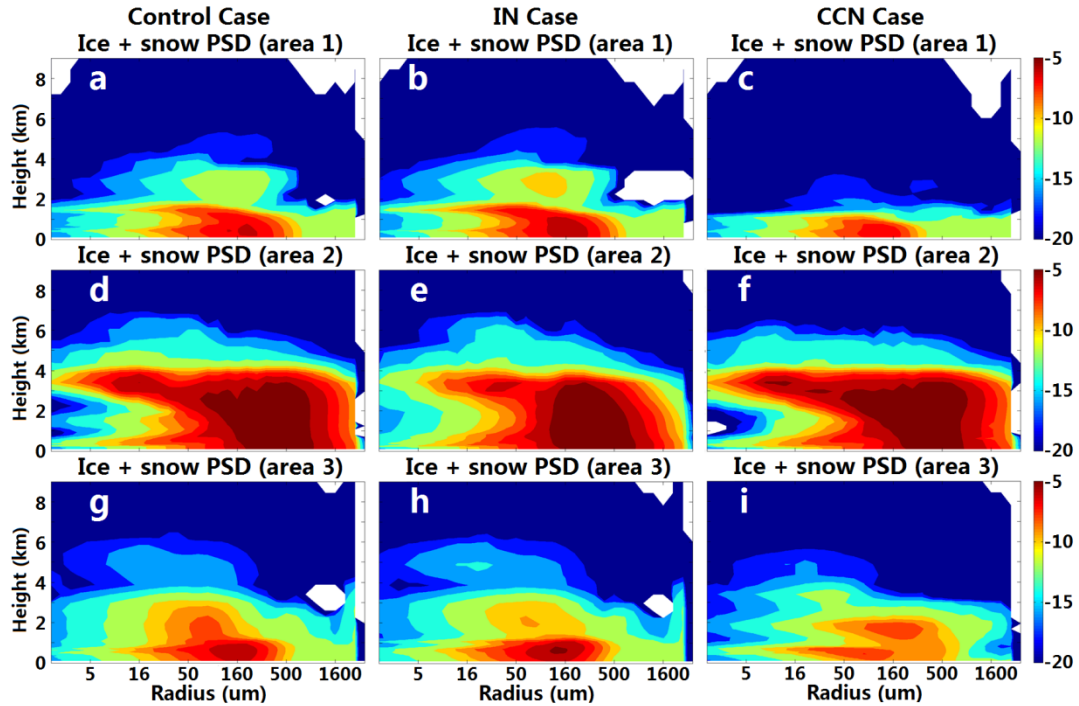 Control Case IN Case CCN Case
Ice + snow PSD (area 1) Ice + snow PSD (area 1) Ice + snow PSD (area 1)
a b c
Height (km)
8
6
4
2
0
-5
-10
-15
-20
Ice + snow PSD (area 2) Ice + snow PSD (area 2) Ice + snow PSD (area 2)
d e f
Height (km)
8
6
4
2
0
-5
-10
-15
-20
Ice + snow PSD (area 3) Ice + snow PSD (area 3) Ice + snow PSD (area 3)
g h i
Height (km)
8
6
4
2
0
-5
-10
-15
-20
5 16 50 160 500 1600 5 16 50 160 500 1600 5 16 50 160 500 1600
Radius (um) Radius (um) Radius (um)